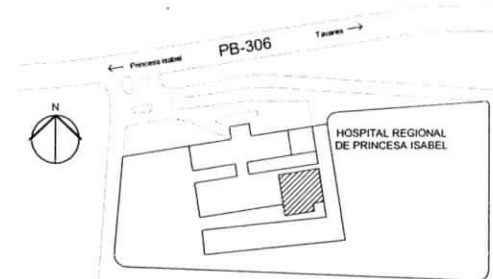 PB-306
← Princesa Isabel
Tavares →
N
HOSPITAL REGIONAL
DE PRINCESA ISABEL